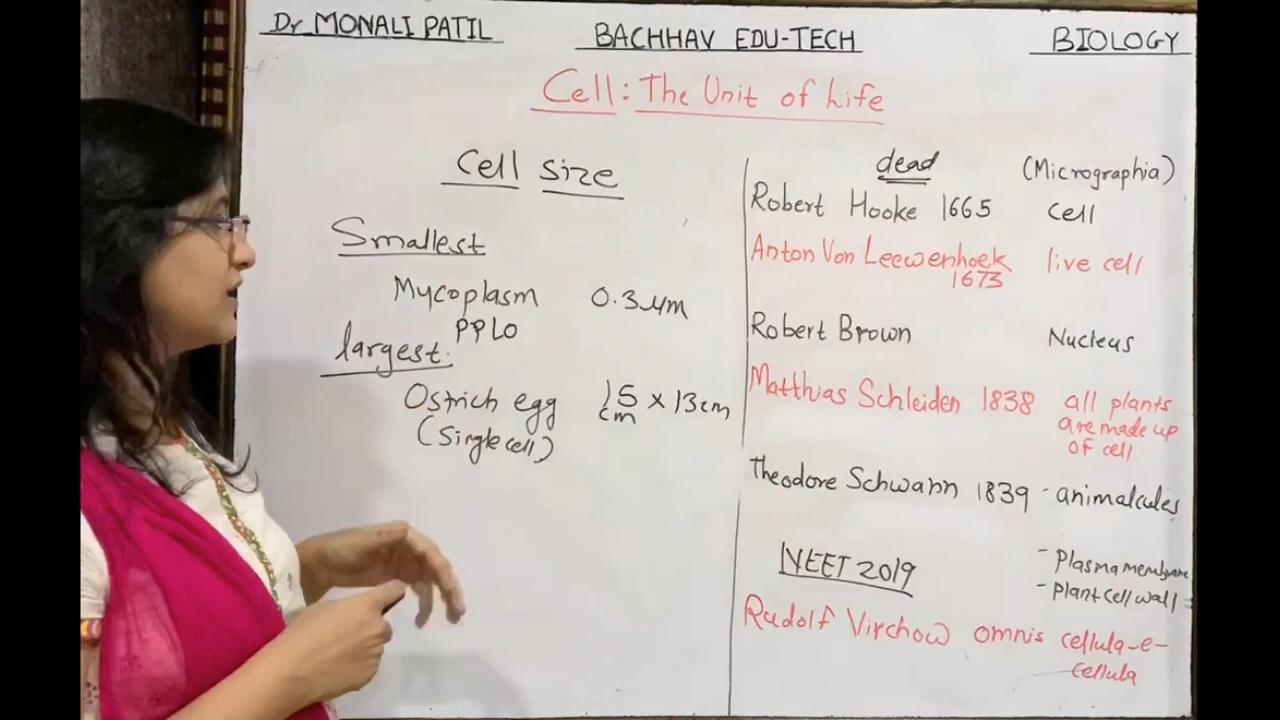 Dr MONALI PATIL
BACHHAV EDU-TECH
BIOLOGY
Cell: The Unit of Life
Cell size
Smallest
Mycoplasm 0.3 μm
PPLO
largest:
Ostrich egg 15 x 13cm
cm
(Single cell)
dead (Micrographia)
Robert Hooke 1665 cell
Anton Von Leewenhoek live cell
1673
Robert Brown Nucleus
Matthias Schleiden 1838 all plants
are made up
of cell
Theodore Schwann 1839 - animalcules
NEET 2019
- Plasma membrane
- Plant cell wall
Rudolf Virchow omnis cellula-e-
cellula